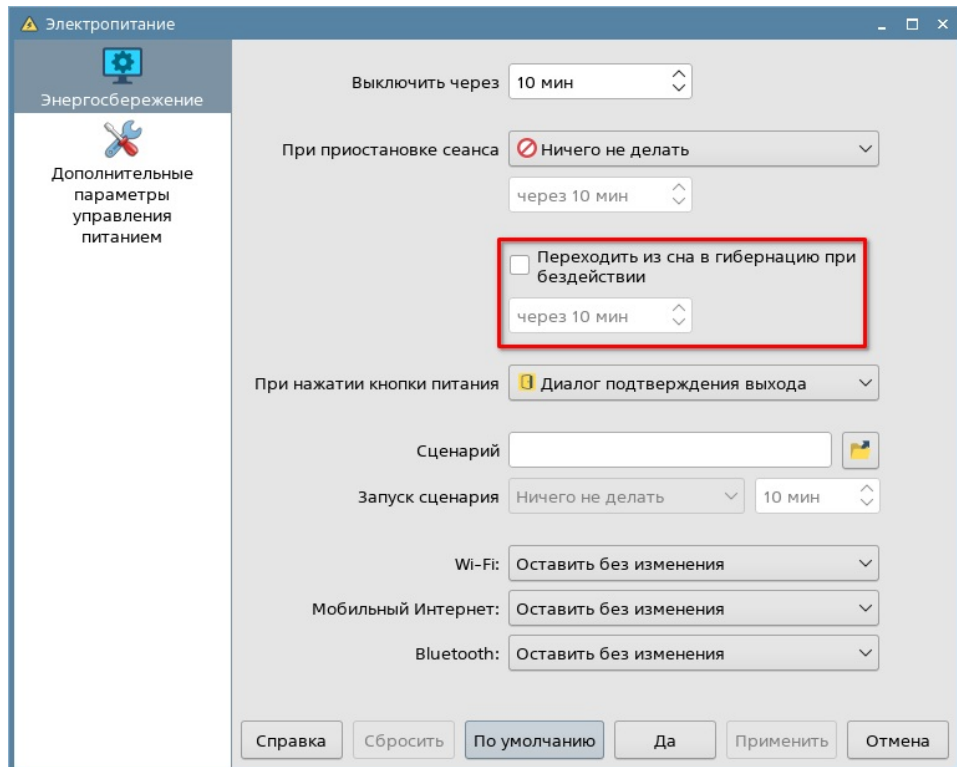 Электропитание
Энергосбережение
Дополнительные
параметры
управления
питанием
Выключить через 10 мин
При приостановке сеанса Ничего не делать
через 10 мин
Переходить из сна в гибернацию при
бездействии
через 10 мин
При нажатии кнопки питания Диалог подтверждения выхода
Сценарий
Запуск сценария Ничего не делать 10 мин
Wi-Fi: Оставить без изменения
Мобильный Интернет: Оставить без изменения
Bluetooth: Оставить без изменения
Справка Сбросить По умолчанию Да Применить Отмена